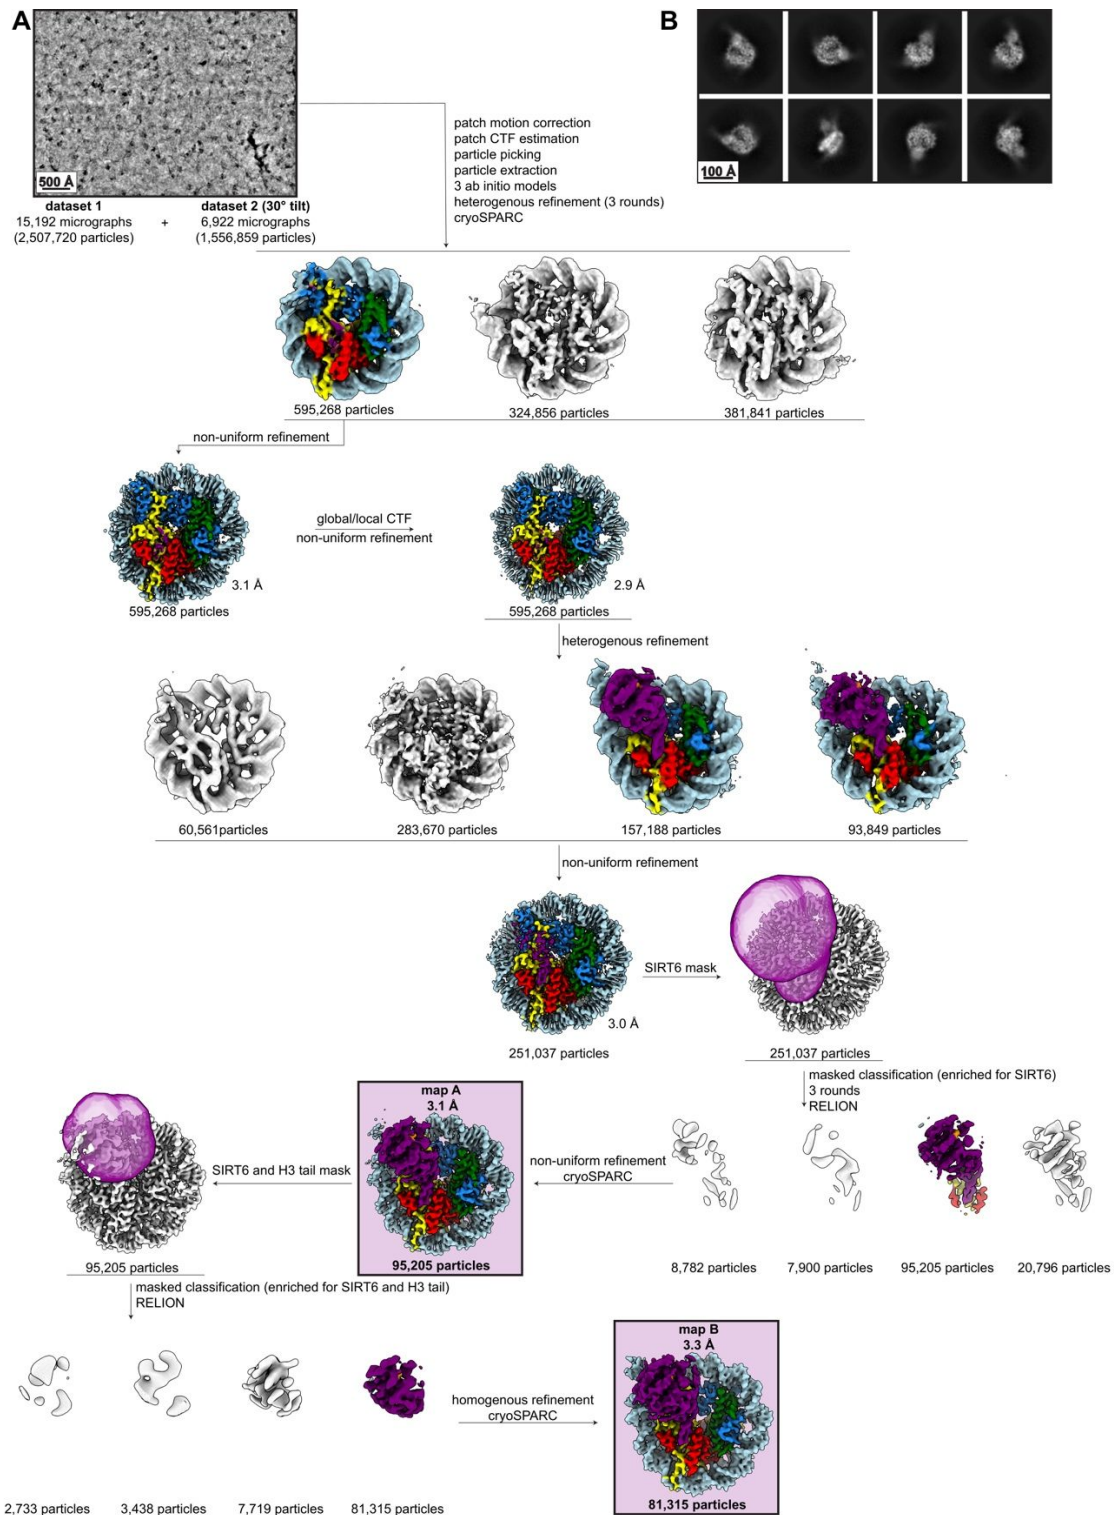 A
B
500 Å
100 Å
dataset 1
15,192 micrographs
(2,507,720 particles)
+
dataset 2 (30° tilt)
6,922 micrographs
(1,556,859 particles)
patch motion correction
patch CTF estimation
particle picking
particle extraction
3 ab initio models
heterogenous refinement (3 rounds)
cryoSPARC
595,268 particles
324,856 particles
381,841 particles
non-uniform refinement
3.1 Å
595,268 particles
global/local CTF
non-uniform refinement
2.9 Å
595,268 particles
heterogenous refinement
60,561particles
283,670 particles
157,188 particles
93,849 particles
non-uniform refinement
3.0 Å
251,037 particles
SIRT6 mask
251,037 particles
masked classification (enriched for SIRT6)
3 rounds
RELION
8,782 particles
7,900 particles
95,205 particles
20,796 particles
non-uniform refinement
cryoSPARC
map A
3.1 Å
95,205 particles
SIRT6 and H3 tail mask
95,205 particles
masked classification (enriched for SIRT6 and H3 tail)
RELION
2,733 particles
3,438 particles
7,719 particles
81,315 particles
homogenous refinement
cryoSPARC
map B
3.3 Å
81,315 particles